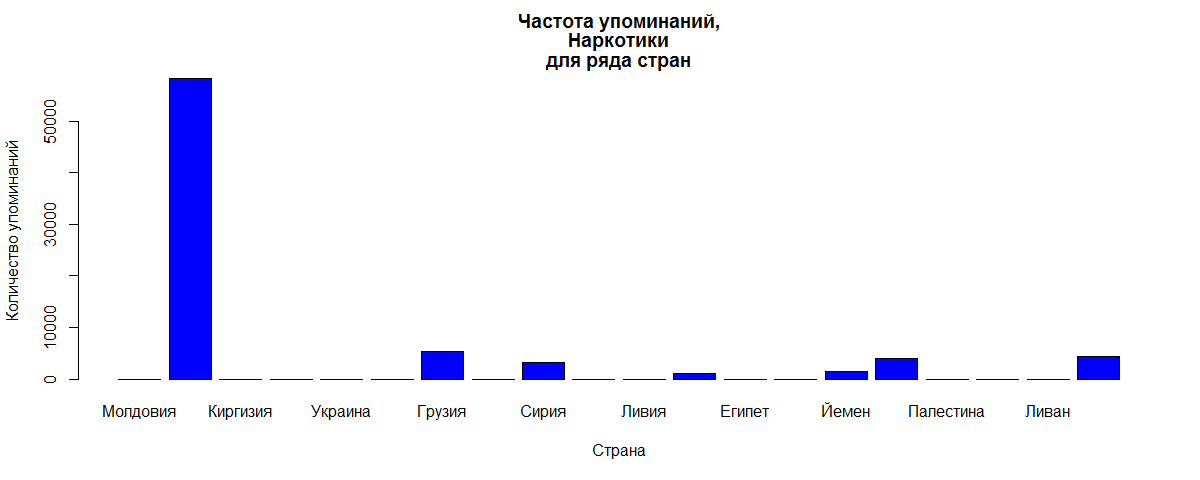 Частота упоминаний,
Наркотики
для ряда стран
Количество упоминаний
50000
30000
10000
0
Молдовия Киргизия Украина Грузия Сирия Ливия Египет Йемен Палестина Ливан
Страна